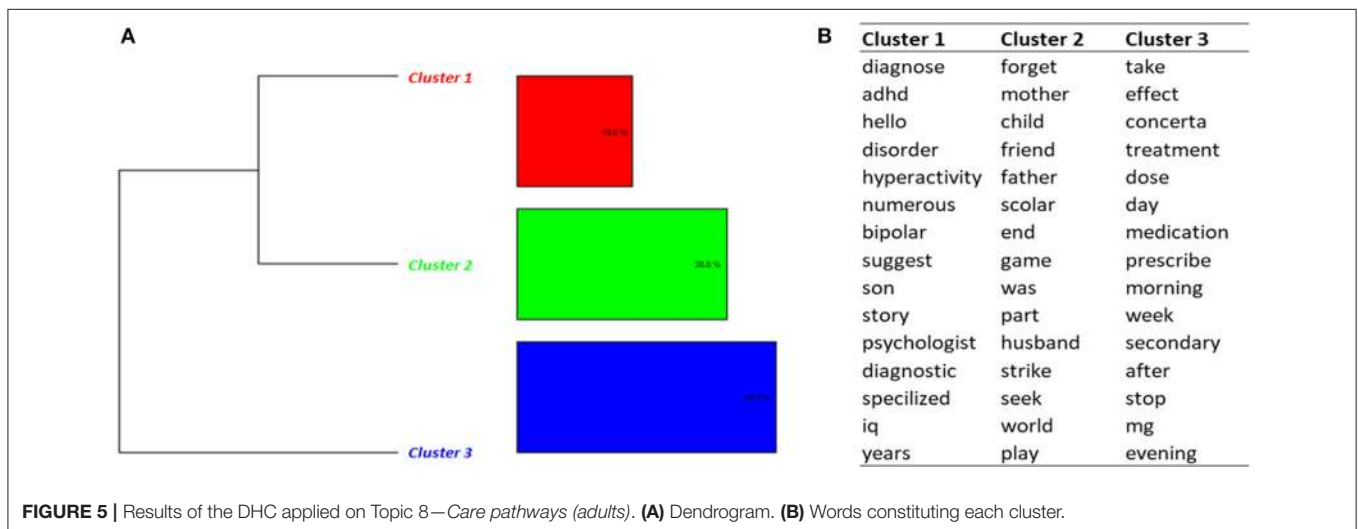 A
Cluster 1
Cluster 2
Cluster 3
B
Cluster 1 Cluster 2 Cluster 3
diagnose forget take
adhd mother effect
hello child concerta
disorder friend treatment
hyperactivity father dose
numerous scolar day
bipolar end medication
suggest game prescribe
son was morning
story part week
psychologist husband secondary
diagnostic strike after
specilized seek stop
iq world mg
years play evening
FIGURE 5 | Results of the DHC applied on Topic 8—Care pathways (adults). (A) Dendrogram. (B) Words constituting each cluster.